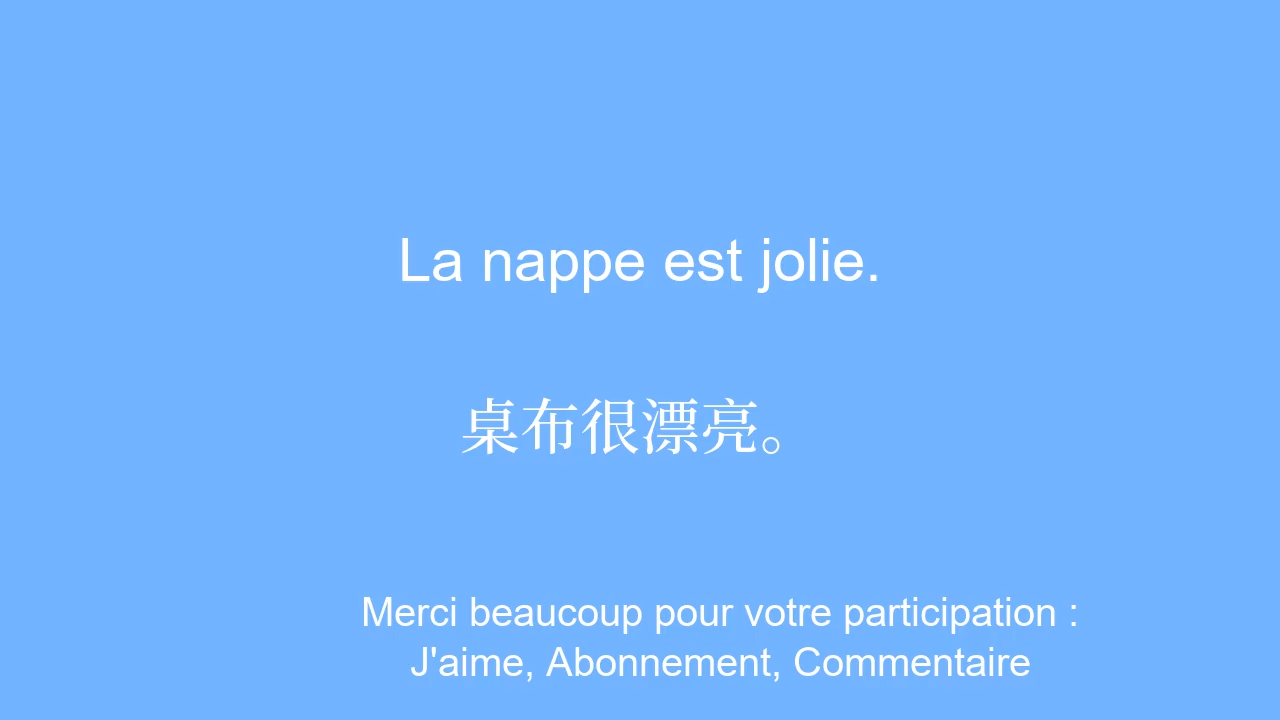 La nappe est jolie.
桌布很漂亮。
Merci beaucoup pour votre participation :
J'aime, Abonnement, Commentaire